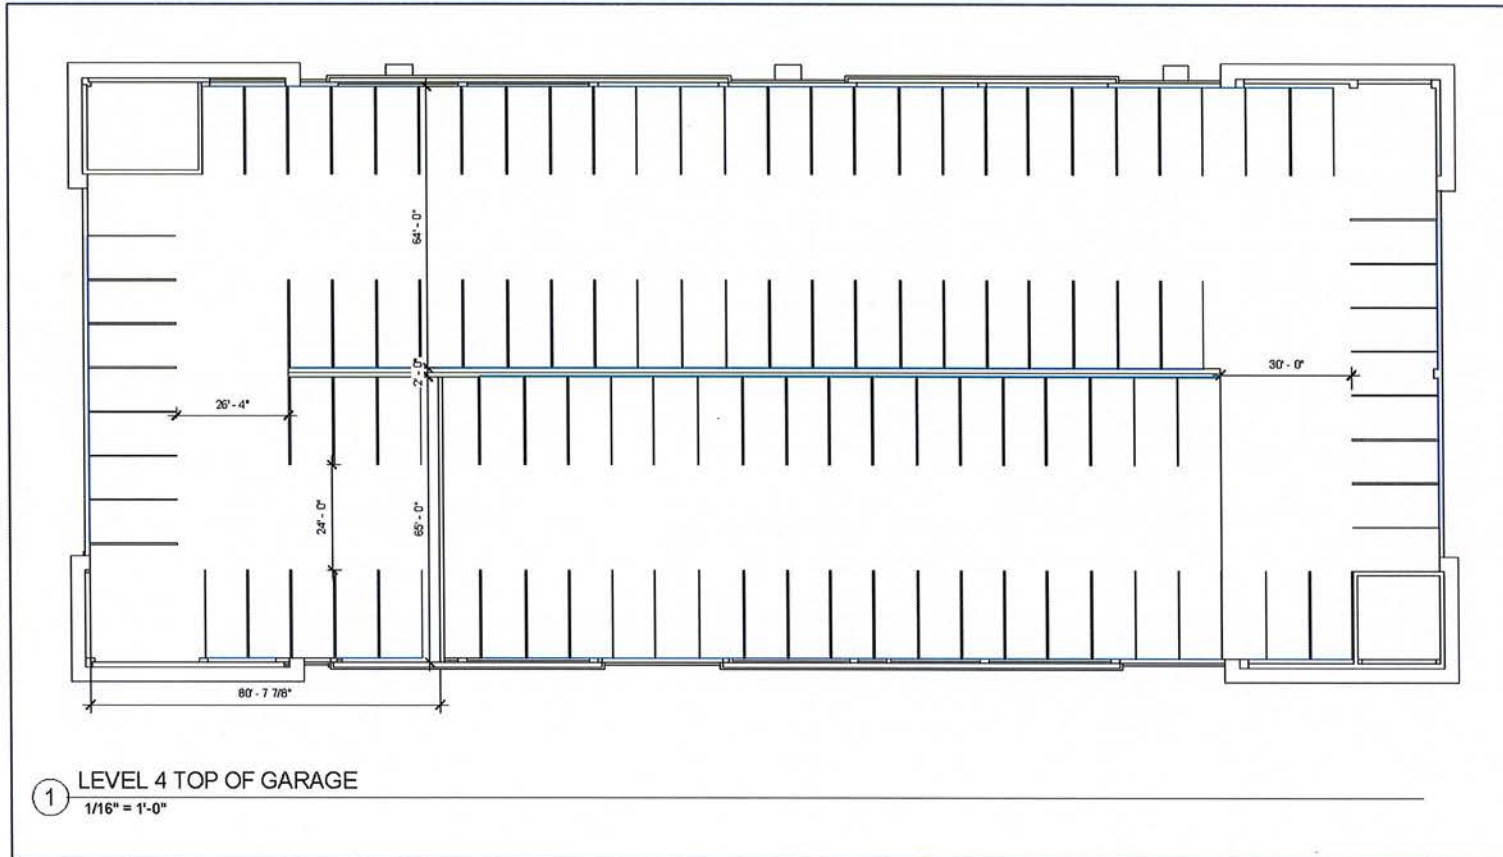 64' - 0"
2' - 0"
30' - 0"
26' - 4"
24' - 0"
65' - 0"
80' - 7 7/8"
1
LEVEL 4 TOP OF GARAGE
1/16" = 1'-0"